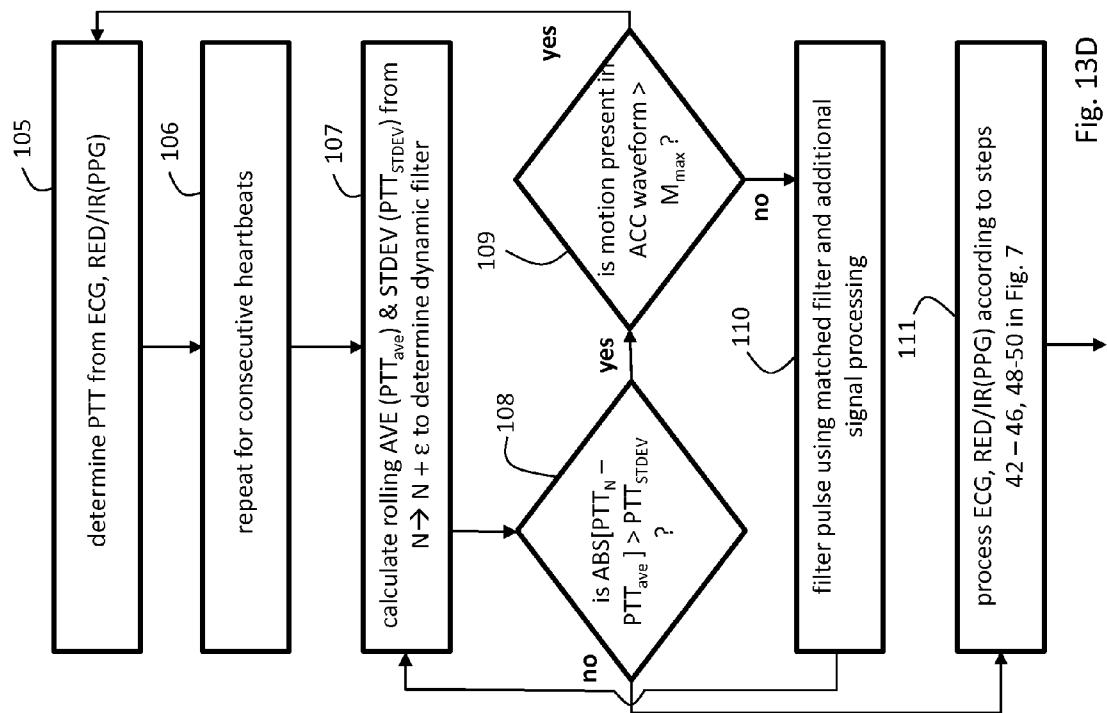 105
determine PTT from ECG, RED/IR(PPG)
106
repeat for consecutive heartbeats
107
calculate rolling AVE (PTTave) & STDEV (PTTSTDEV) from
N→ N + ε to determine dynamic filter
108
is ABS[PTTN –
PTTave] > PTTSTDEV
?
no
yes
109
is motion present in
ACC waveform >
Mmax ?
yes
no
110
filter pulse using matched filter and additional
signal processing
111
process ECG, RED/IR(PPG) according to steps
42 – 46, 48-50 in Fig. 7
Fig. 13D